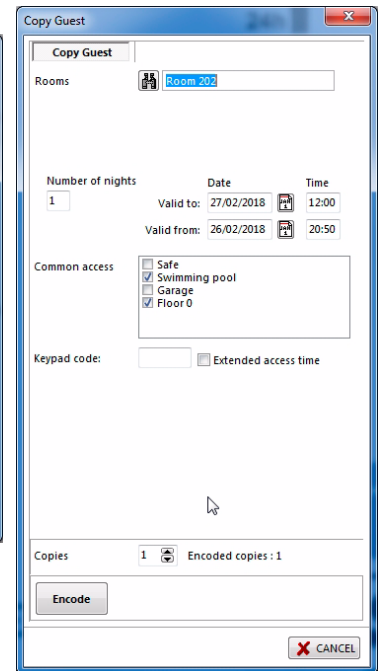 Copy Guest
Copy Guest
Rooms Room 202
Number of nights Date Time
1 Valid to: 27/02/2018 12:00
Valid from: 26/02/2018 20:50
Common access Safe
Swimming pool
Garage
Floor 0
Keypad code: Extended access time
Copies 1 Encoded copies : 1
Encode
CANCEL